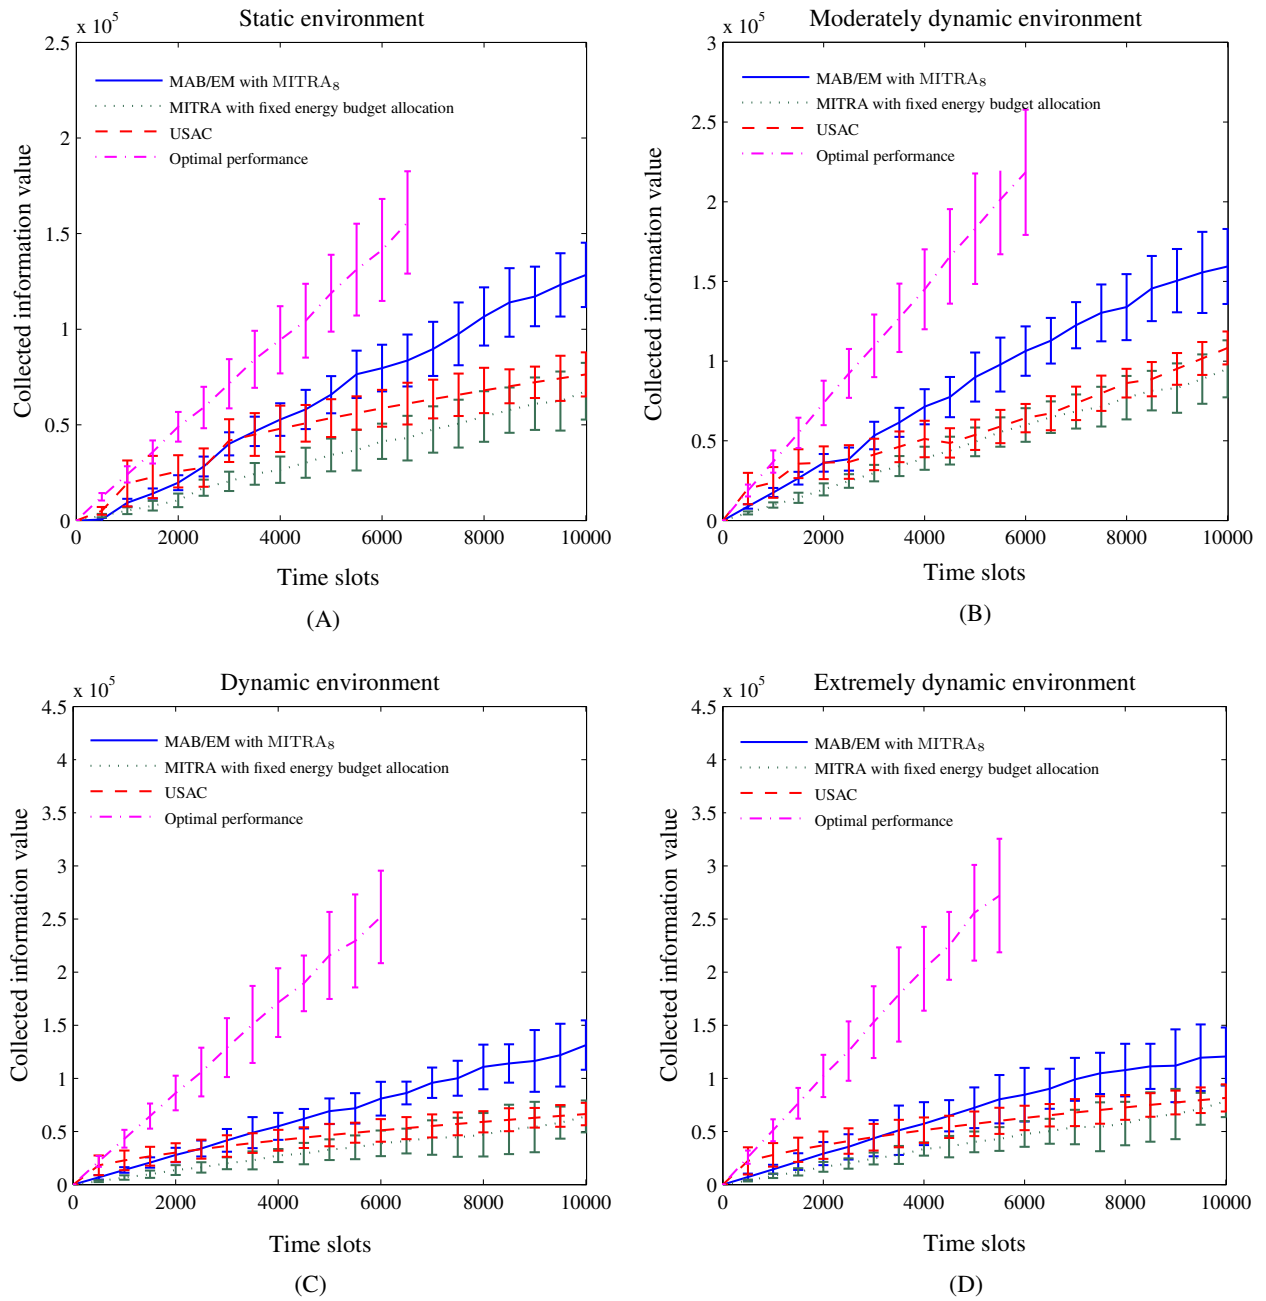 Static environment
x 10⁵
2.5
2
1.5
1
0.5
0
0 2000 4000 6000 8000 10000
Collected information value
Time slots
MAB/EM with MITRA₈
MITRA with fixed energy budget allocation
USAC
Optimal performance
(A)
Moderately dynamic environment
x 10⁵
3
2.5
2
1.5
1
0.5
0
0 2000 4000 6000 8000 10000
Collected information value
Time slots
MAB/EM with MITRA₈
MITRA with fixed energy budget allocation
USAC
Optimal performance
(B)
Dynamic environment
x 10⁵
4.5
4
3.5
3
2.5
2
1.5
1
0.5
0
0 2000 4000 6000 8000 10000
Collected information value
Time slots
MAB/EM with MITRA₈
MITRA with fixed energy budget allocation
USAC
Optimal performance
(C)
Extremely dynamic environment
x 10⁵
4.5
4
3.5
3
2.5
2
1.5
1
0.5
0
0 2000 4000 6000 8000 10000
Collected information value
Time slots
MAB/EM with MITRA₈
MITRA with fixed energy budget allocation
USAC
Optimal performance
(D)